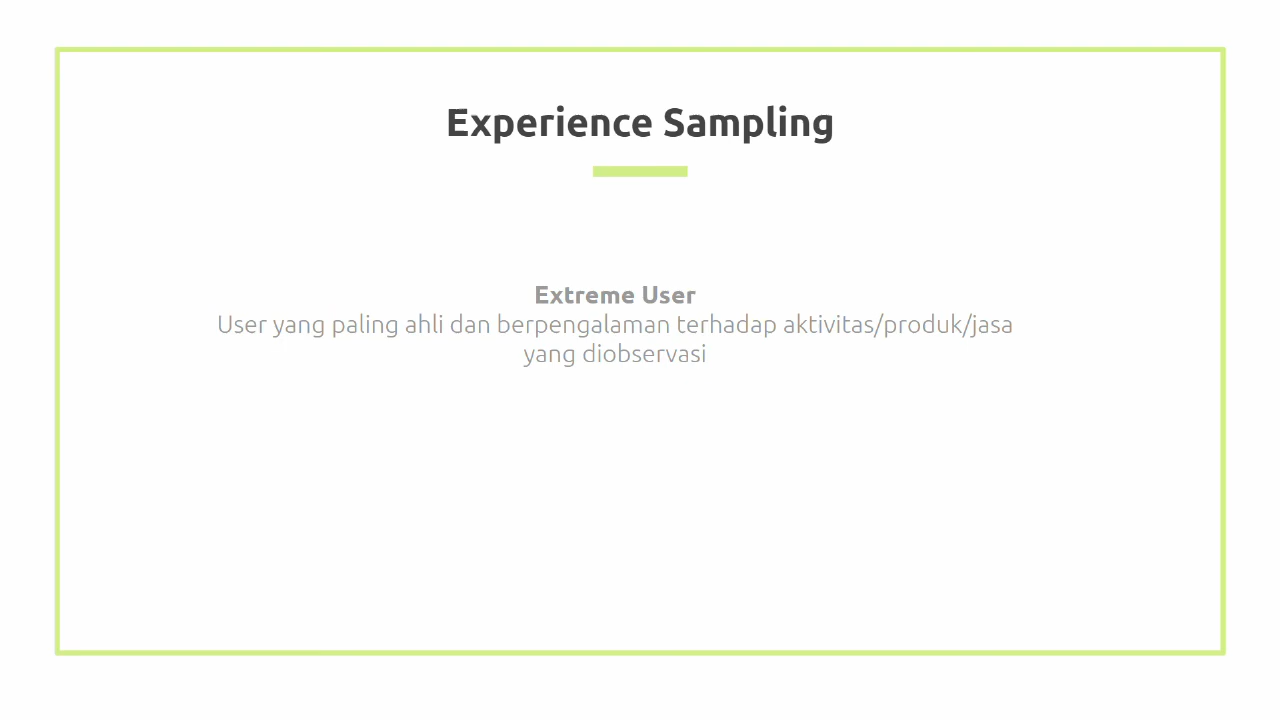 Experience Sampling
Extreme User
User yang paling ahli dan berpengalaman terhadap aktivitas/produk/jasa
yang diobservasi